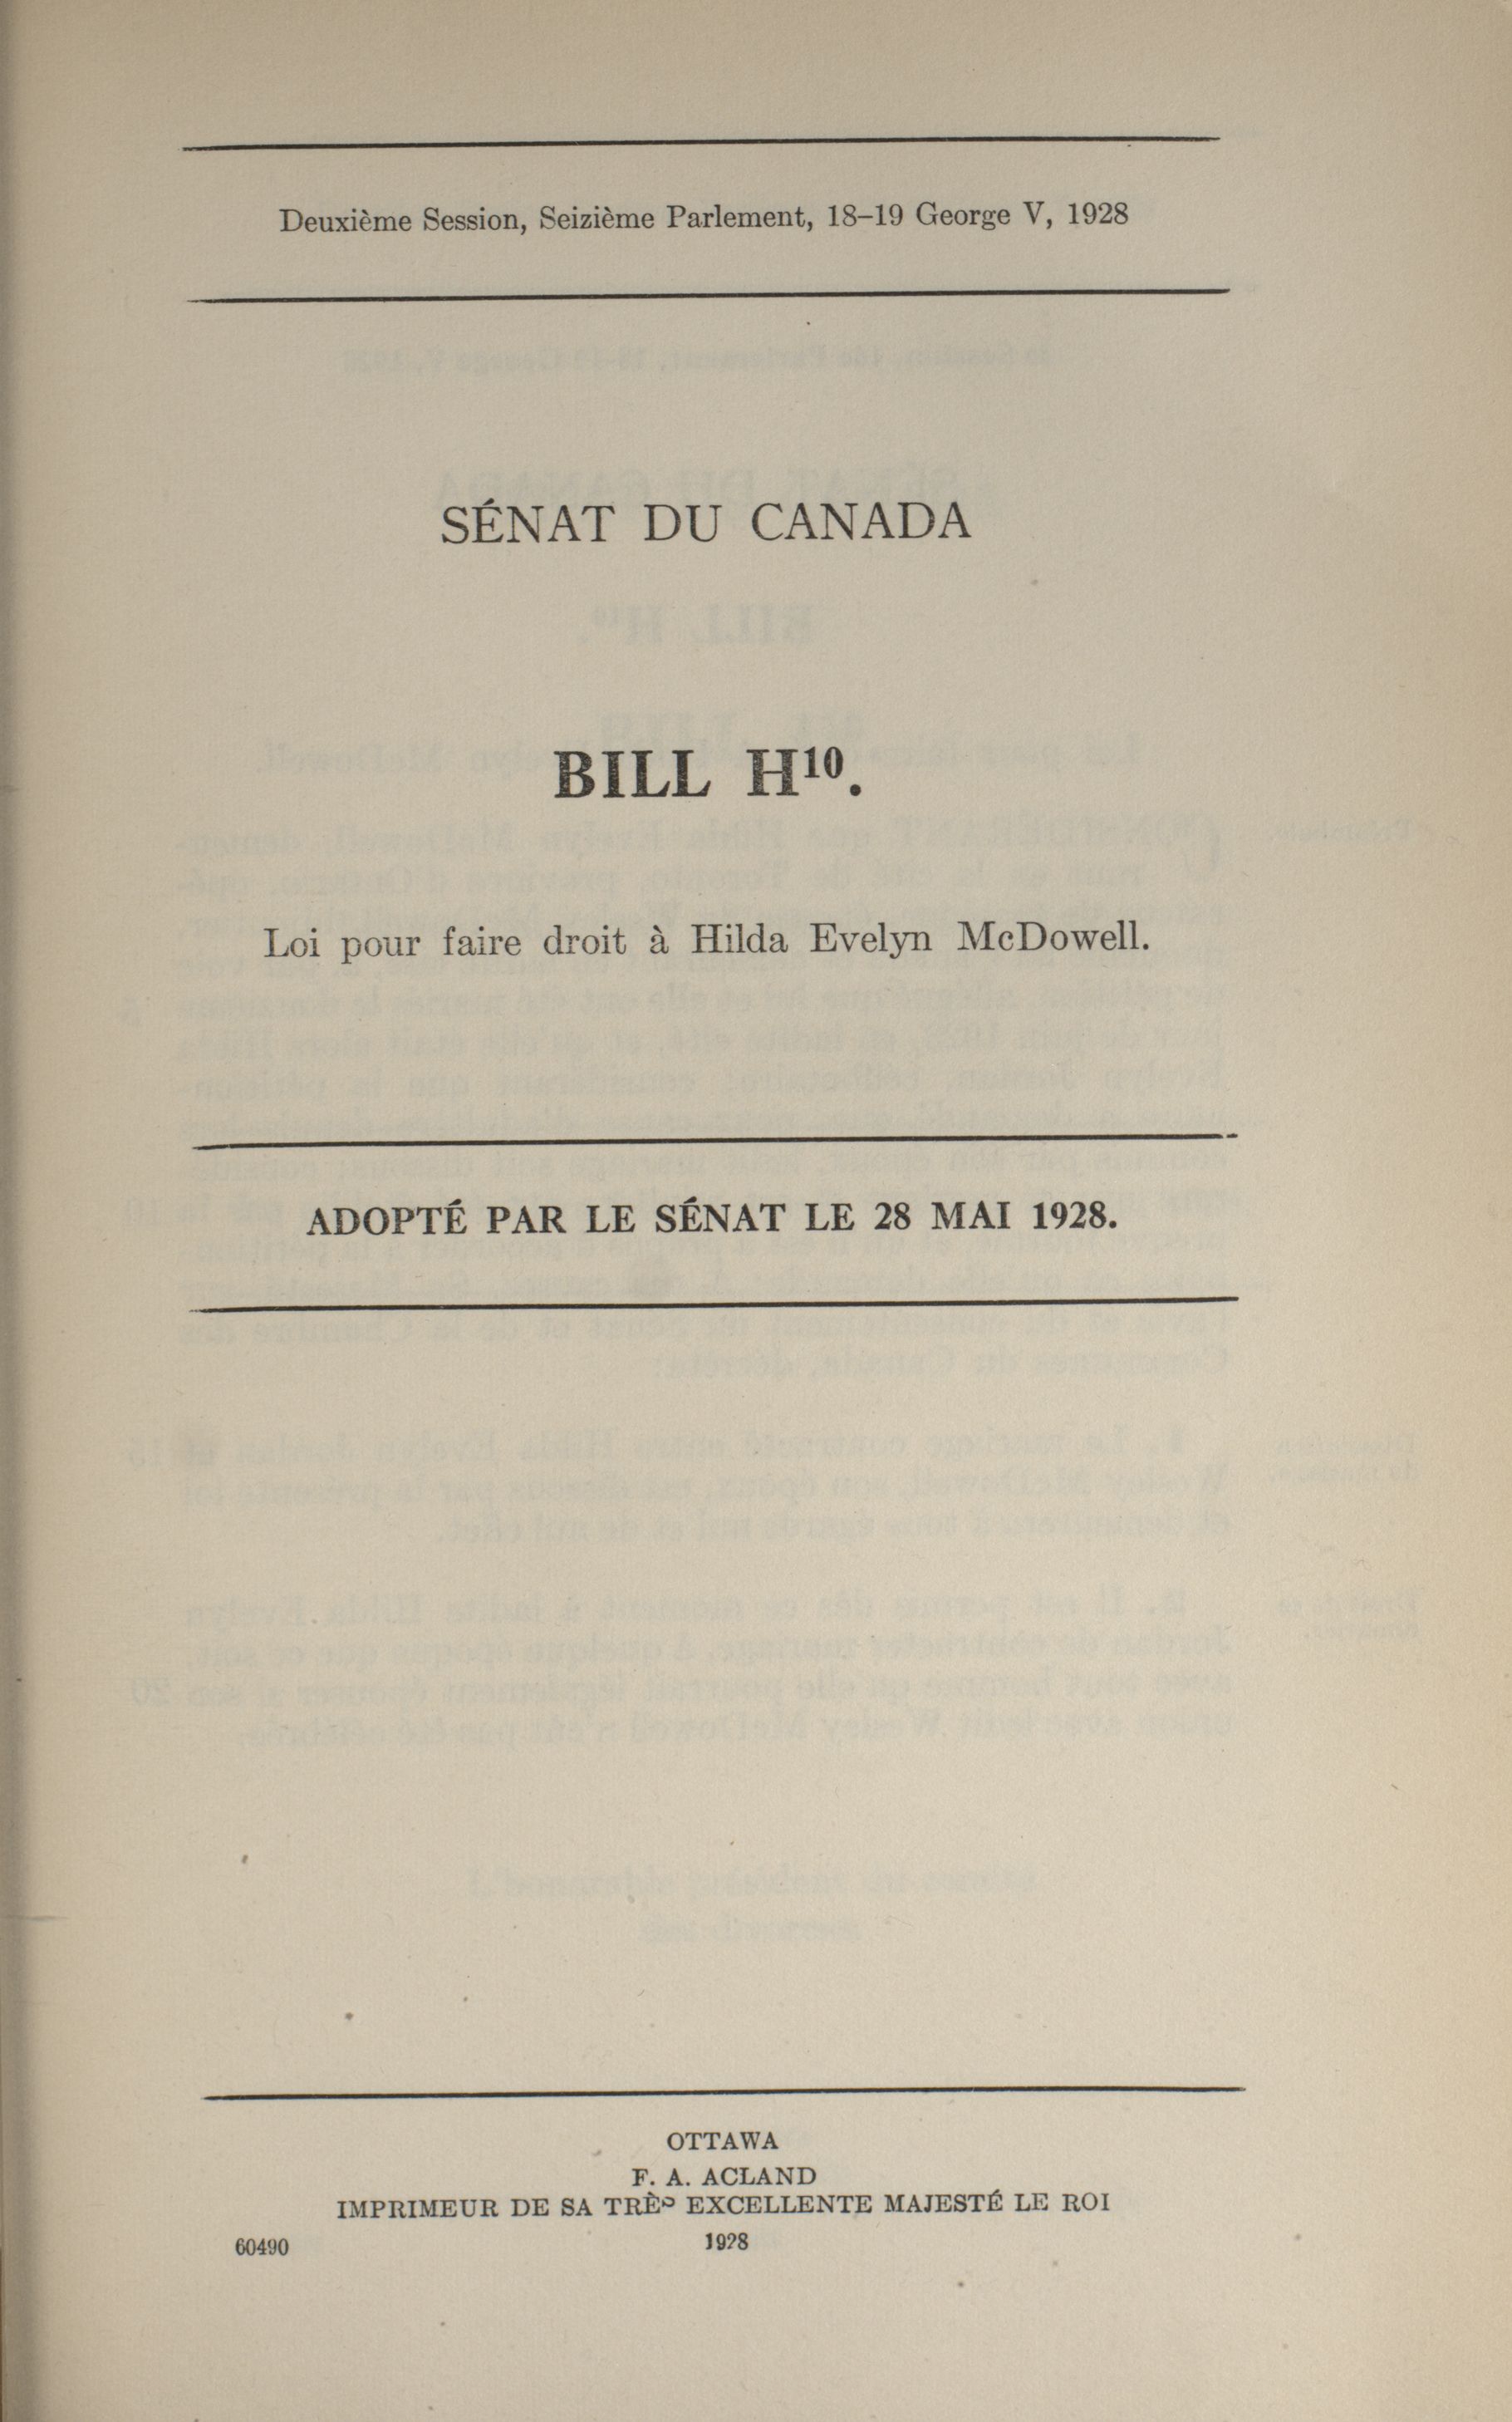 Deuxième Session, Seizième Parlement, 18–19 George V, 1928
SÉNAT DU CANADA
BILL H¹⁰.
Loi pour faire droit à Hilda Evelyn McDowell.
ADOPTÉ PAR LE SÉNAT LE 28 MAI 1928.
OTTAWA
F. A. ACLAND
IMPRIMEUR DE SA TRÈS EXCELLENTE MAJESTÉ LE ROI
60490 1928